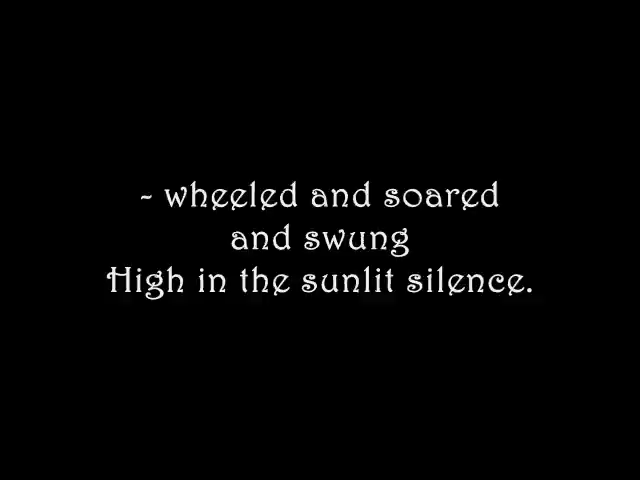 - wheeled and soared
and swung
High in the sunlit silence.